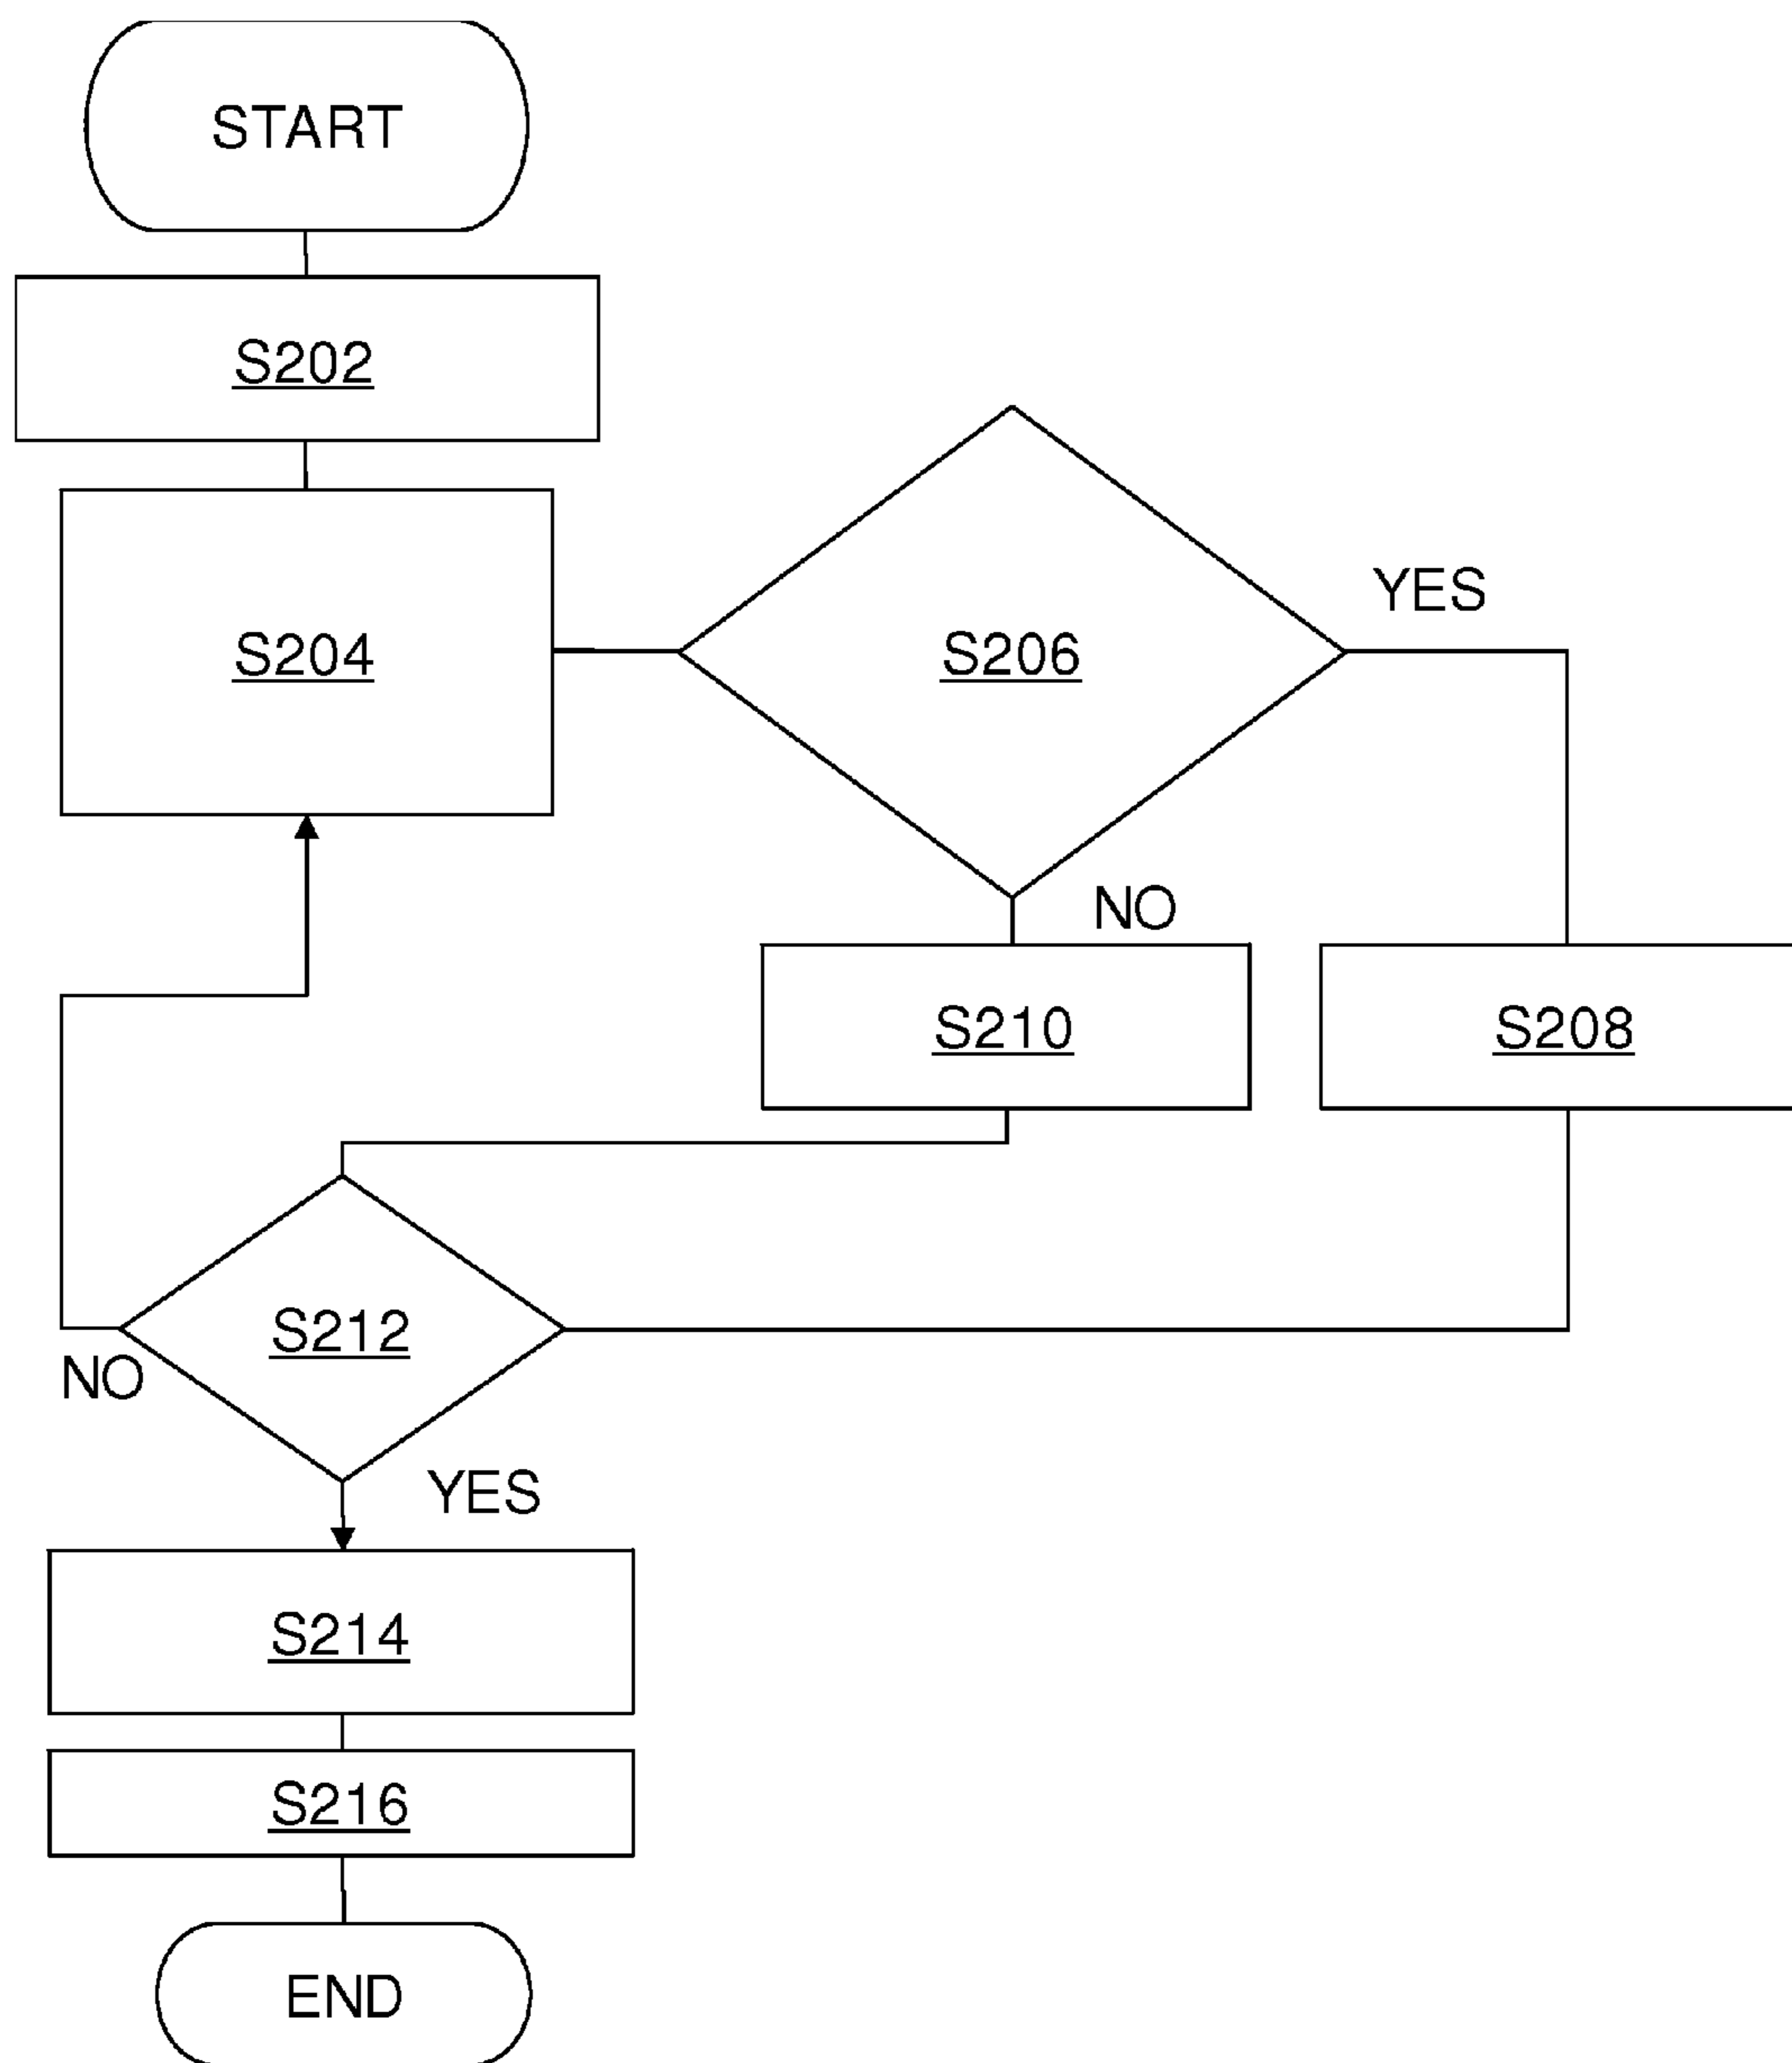 START
S202
S204
S206
YES
NO
S210
S208
S212
NO
YES
S214
S216
END